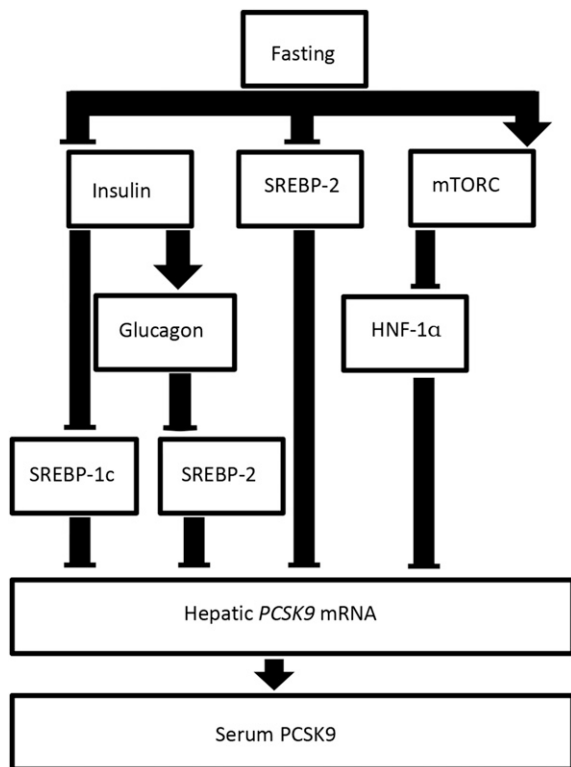 Fasting
Insulin
SREBP-2
mTORC
Glucagon
HNF-1α
SREBP-1c
SREBP-2
Hepatic PCSK9 mRNA
Serum PCSK9